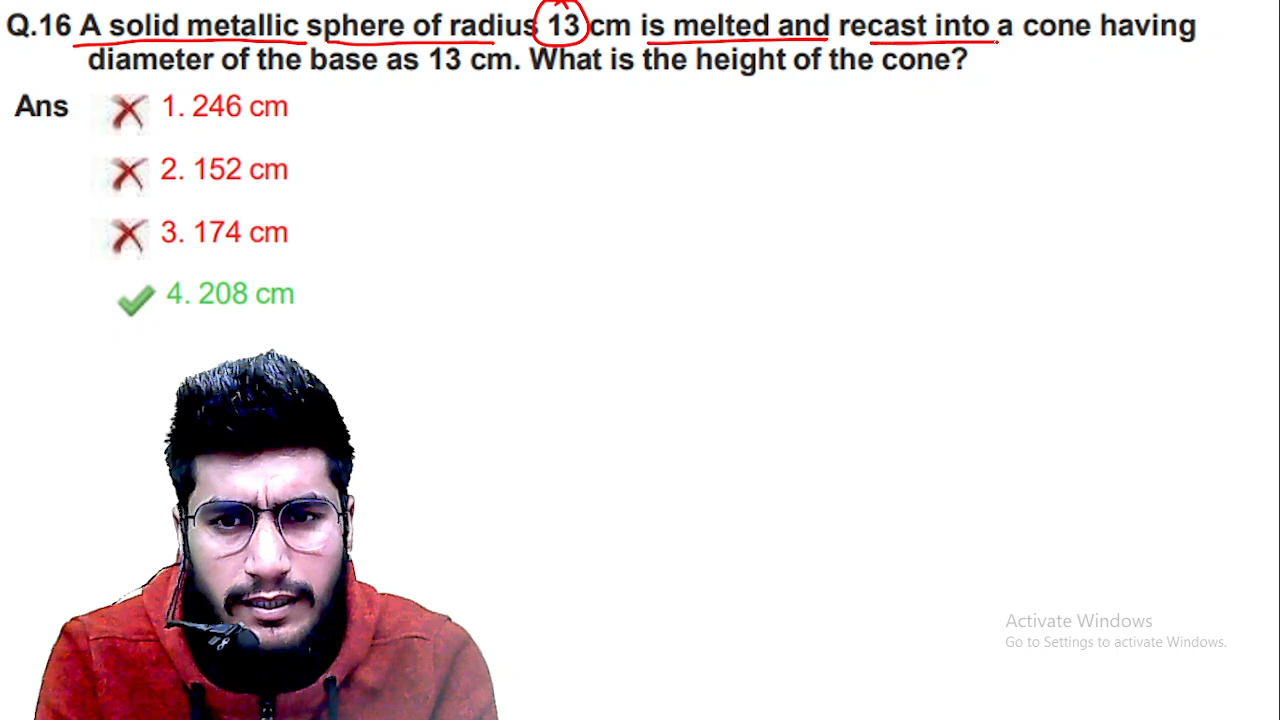 Q.16 A solid metallic sphere of radius 13 cm is melted and recast into a cone having
diameter of the base as 13 cm. What is the height of the cone?
Ans
1. 246 cm
2. 152 cm
3. 174 cm
4. 208 cm
Activate Windows
Go to Settings to activate Windows.